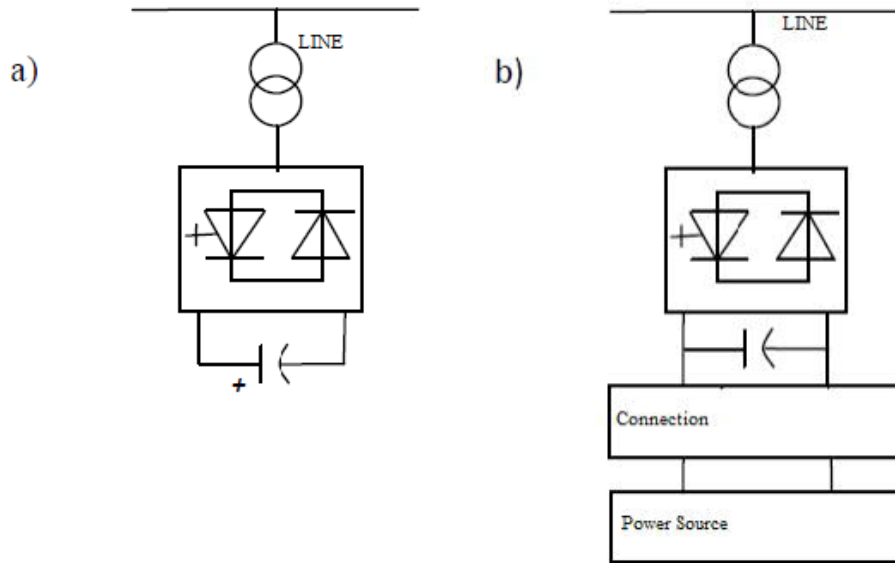 a)
LINE
+
b)
LINE
Connection
Power Source